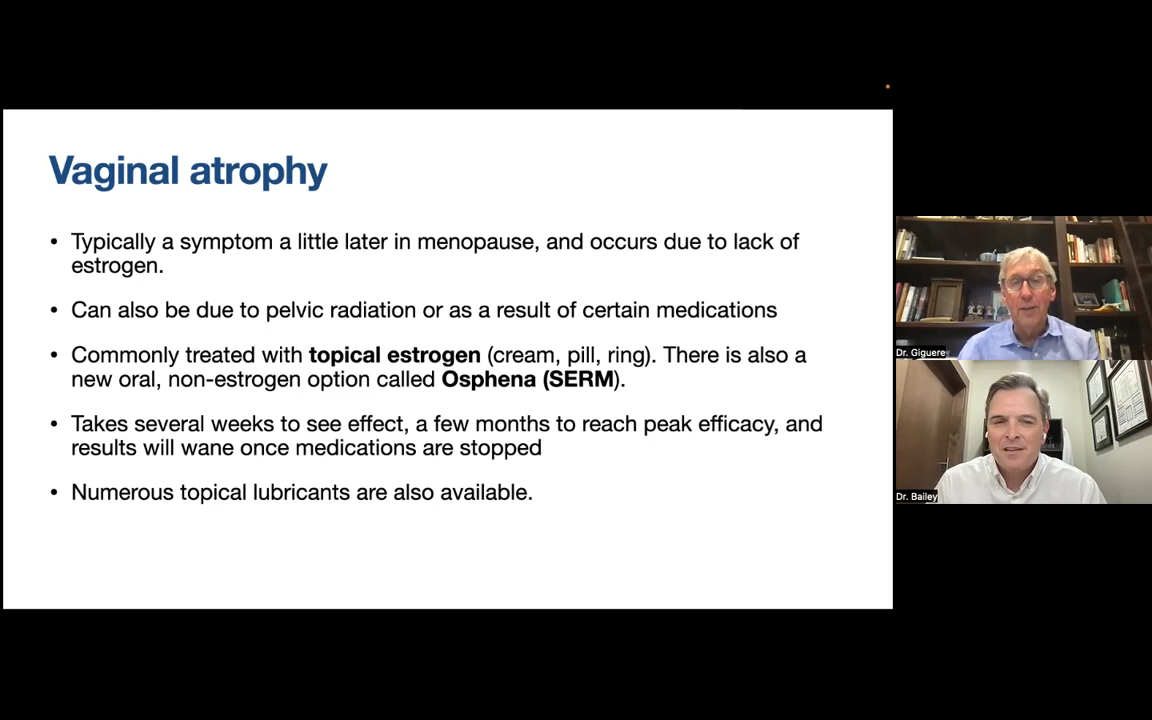 Vaginal atrophy
• Typically a symptom a little later in menopause, and occurs due to lack of
estrogen.
• Can also be due to pelvic radiation or as a result of certain medications
• Commonly treated with topical estrogen (cream, pill, ring). There is also a
new oral, non-estrogen option called Osphena (SERM).
• Takes several weeks to see effect, a few months to reach peak efficacy, and
results will wane once medications are stopped
• Numerous topical lubricants are also available.
Dr. Giguere
Dr. Bailey